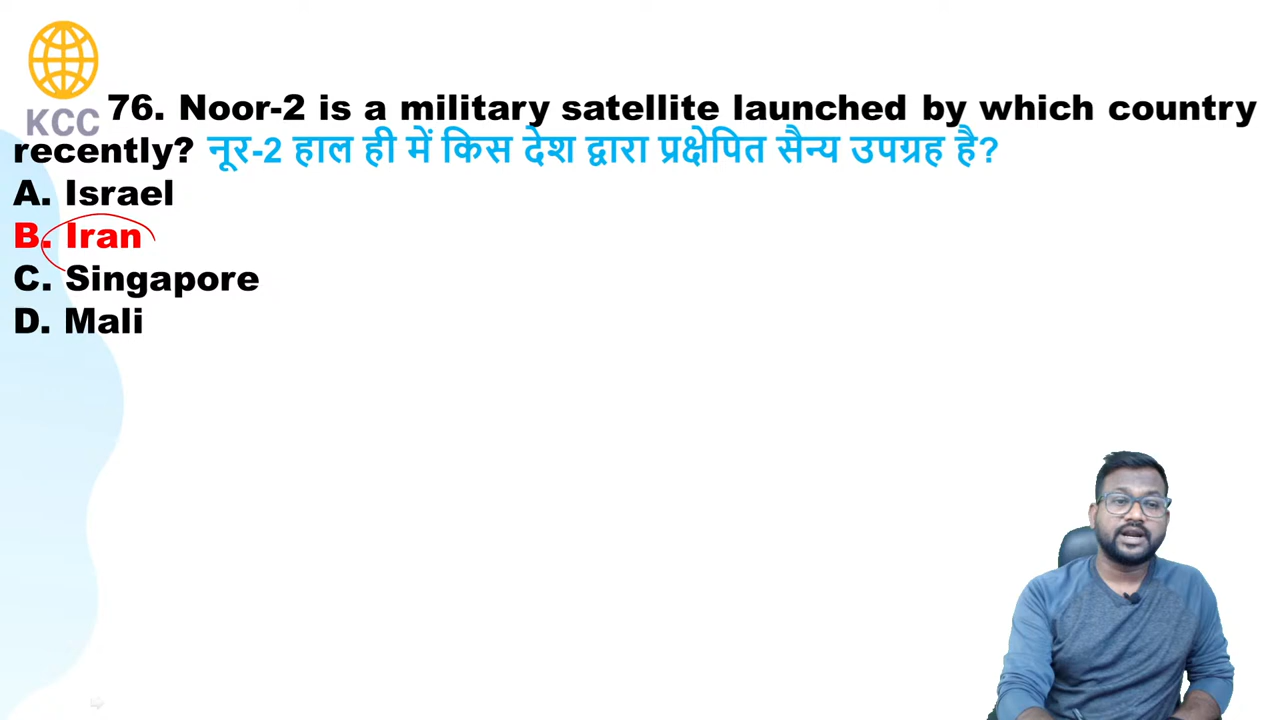 KCC
76. Noor-2 is a military satellite launched by which country
recently? नूर-2 हाल ही में किस देश द्वारा प्रक्षेपित सैन्य उपग्रह है?
A. Israel
B. Iran
C. Singapore
D. Mali